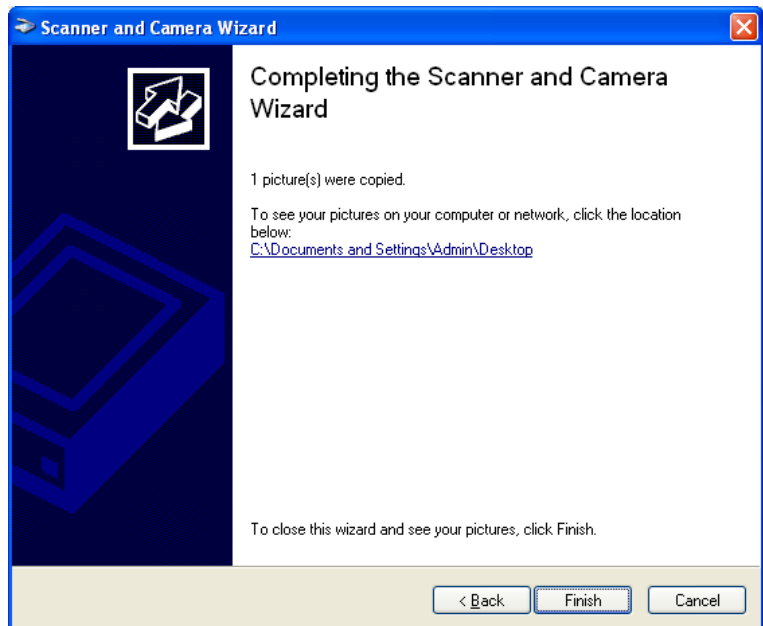 Scanner and Camera Wizard
Completing the Scanner and Camera
Wizard
1 picture(s) were copied.
To see your pictures on your computer or network, click the location
below:
C:\Documents and Settings\Admin\Desktop
To close this wizard and see your pictures, click Finish.
< Back Finish Cancel